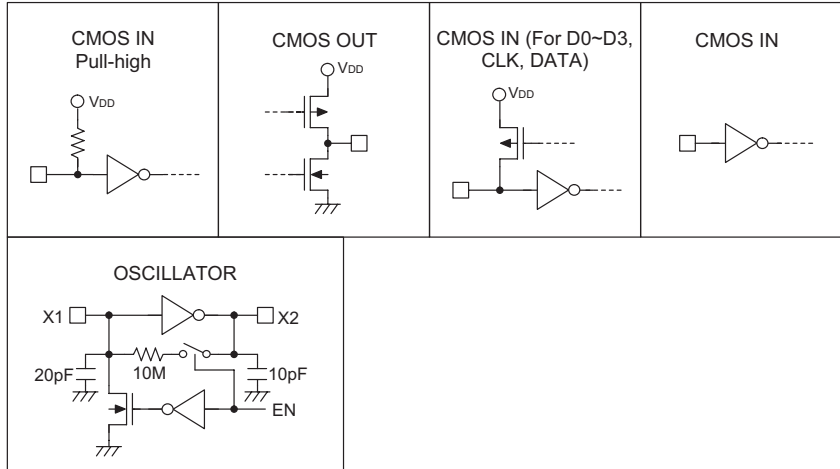 CMOS IN
Pull-high
VDD
CMOS OUT
VDD
CMOS IN (For D0~D3,
CLK, DATA)
VDD
CMOS IN
OSCILLATOR
X1
X2
20pF
10M
10pF
EN